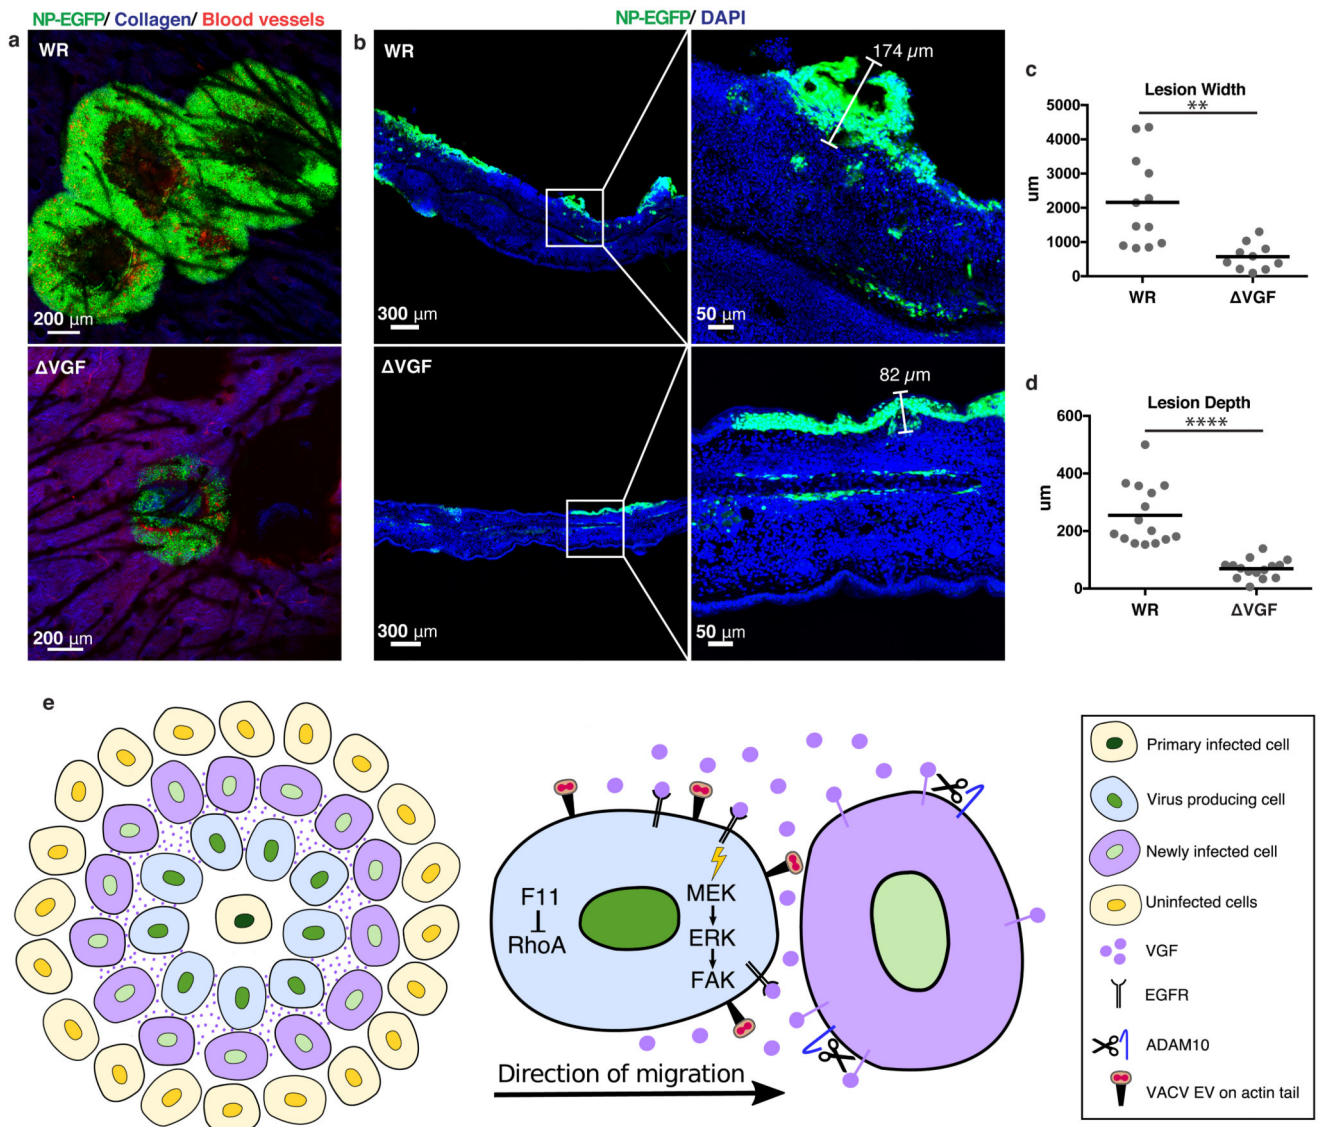 NP-EGFP/ Collagen/ Blood vessels
NP-EGFP/ DAPI
a
WR
200 µm
ΔVGF
200 µm
b
WR
300 µm
174 µm
50 µm
ΔVGF
300 µm
82 µm
50 µm
c
Lesion Width
**
5000
4000
3000
2000
1000
0
um
WR
ΔVGF
d
Lesion Depth
****
600
400
200
0
um
WR
ΔVGF
e
F11
RhoA
MEK
ERK
FAK
Direction of migration
Primary infected cell
Virus producing cell
Newly infected cell
Uninfected cells
VGF
EGFR
ADAM10
VACV EV on actin tail